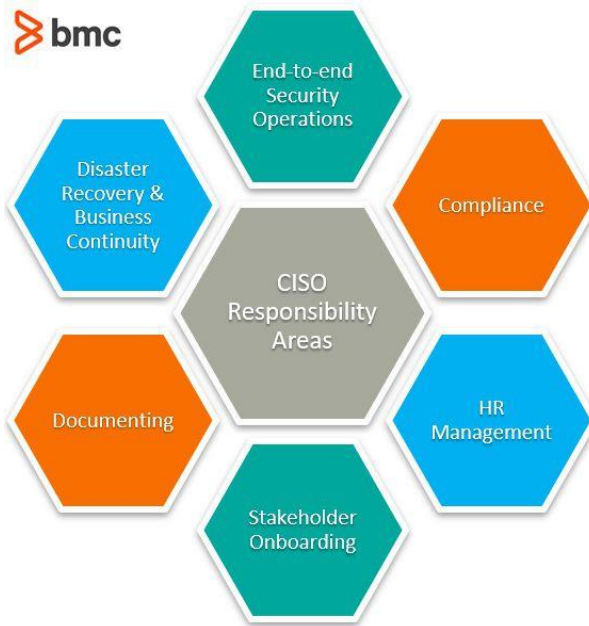 bmc
End-to-end
Security
Operations
Disaster
Recovery &
Business
Continuity
Compliance
CISO
Responsibility
Areas
Documenting
HR
Management
Stakeholder
Onboarding